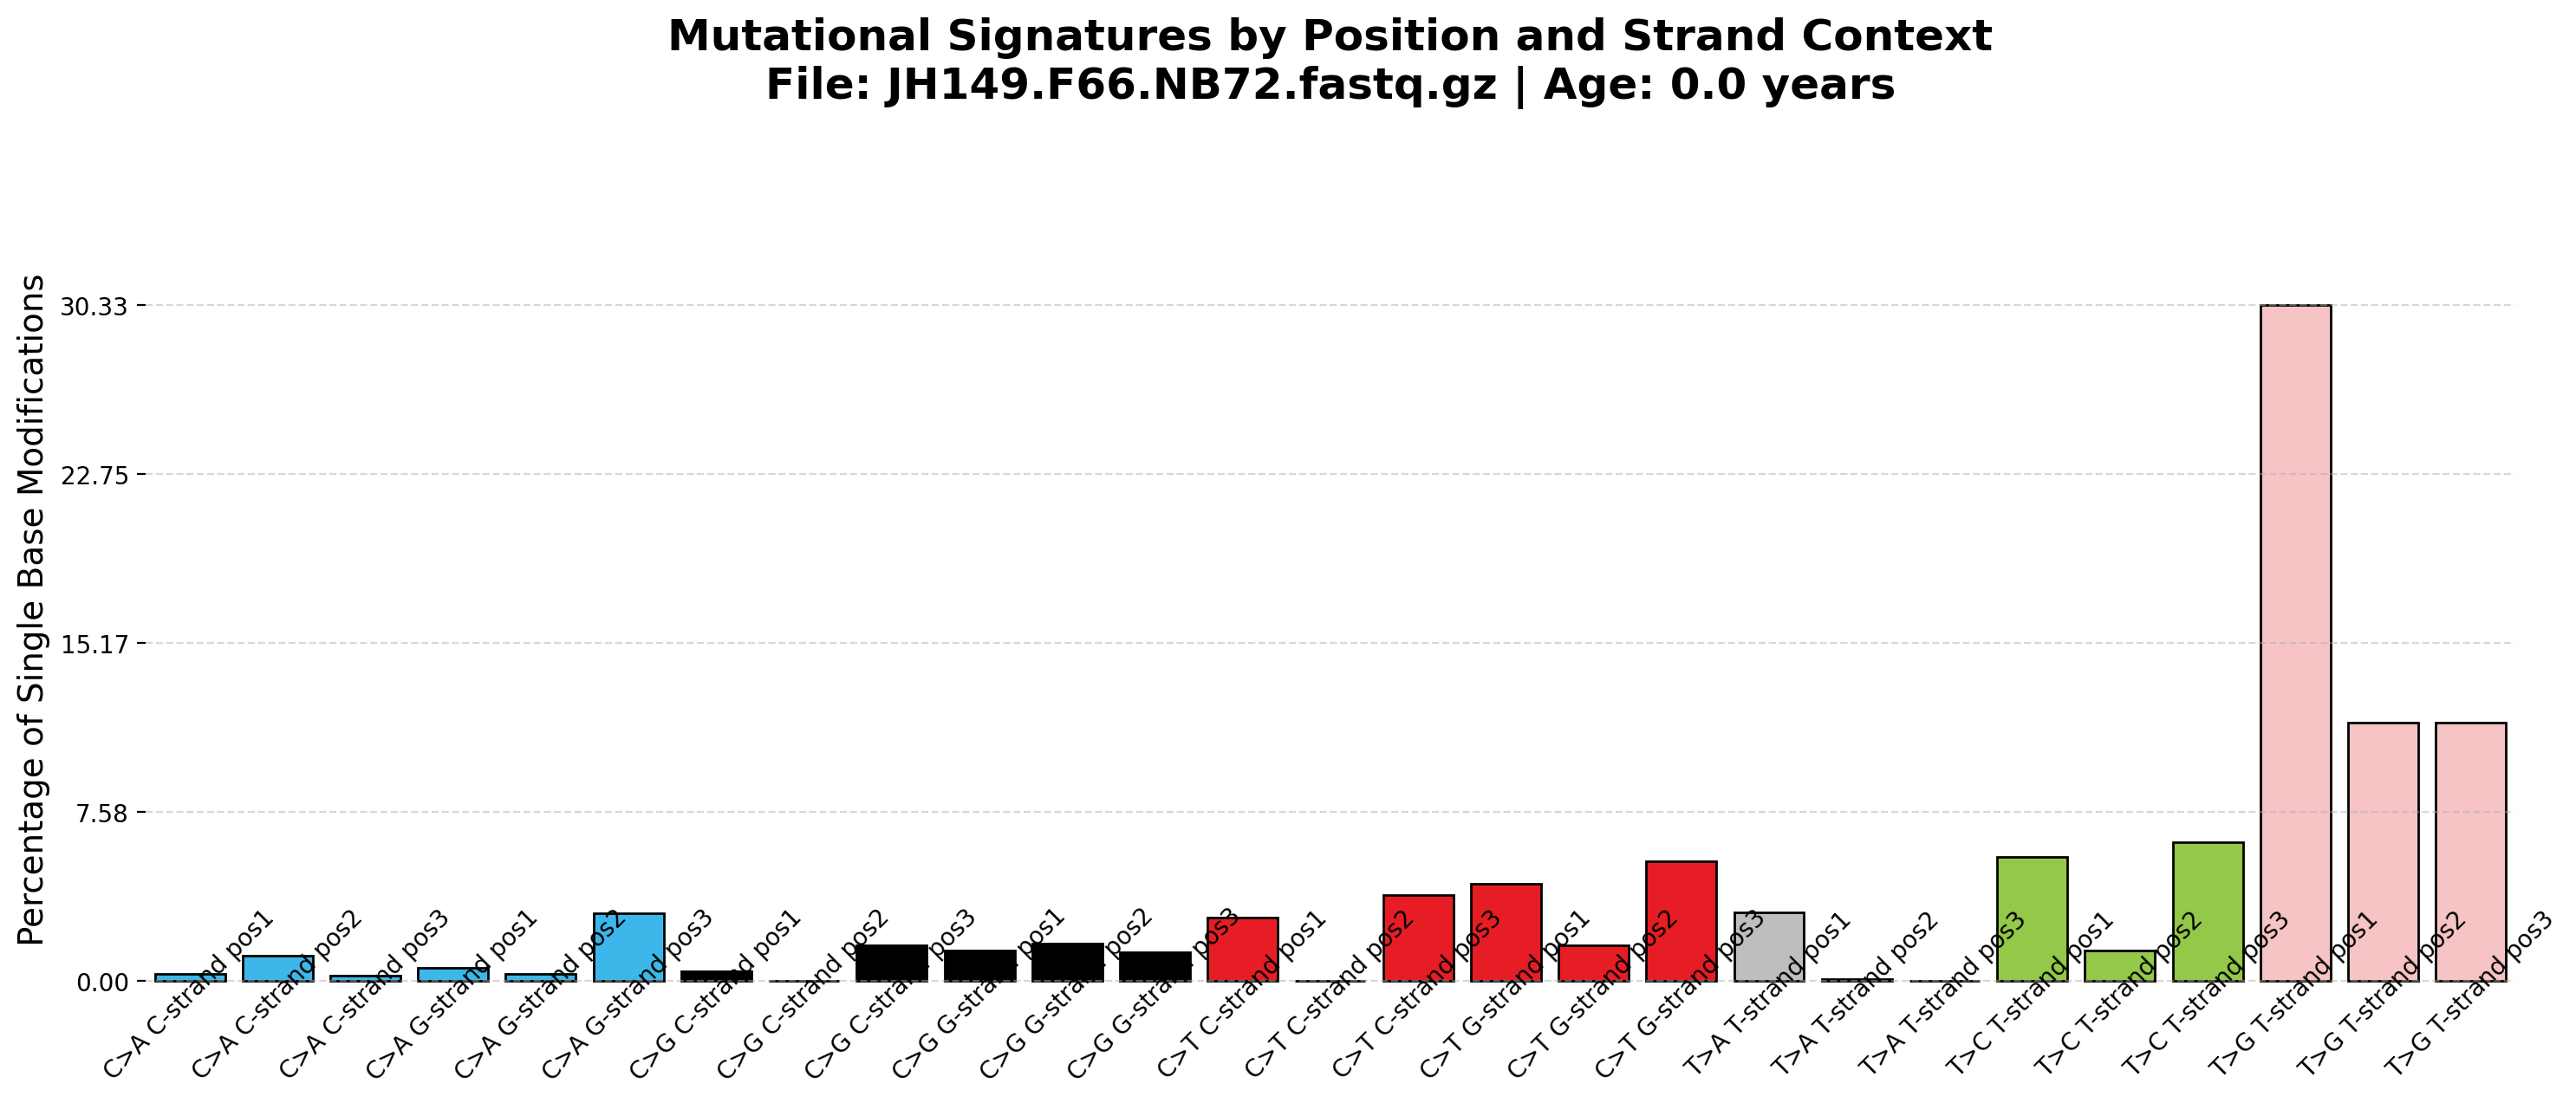 Mutational Signatures by Position and Strand Context
File: JH149.F66.NB72.fastq.gz | Age: 0.0 years
Percentage of Single Base Modifications
30.33
22.75
15.17
7.58
0.00
C>A C-strand pos1
C>A C-strand pos2
C>A C-strand pos3
C>A G-strand pos1
C>A G-strand pos2
C>A G-strand pos3
C>G C-strand pos1
C>G C-strand pos2
C>G C-strand pos3
C>G G-strand pos1
C>G G-strand pos2
C>G G-strand pos3
C>T C-strand pos1
C>T C-strand pos2
C>T C-strand pos3
C>T G-strand pos1
C>T G-strand pos2
C>T G-strand pos3
T>A T-strand pos1
T>A T-strand pos2
T>A T-strand pos3
T>C T-strand pos1
T>C T-strand pos2
T>C T-strand pos3
T>G T-strand pos1
T>G T-strand pos2
T>G T-strand pos3